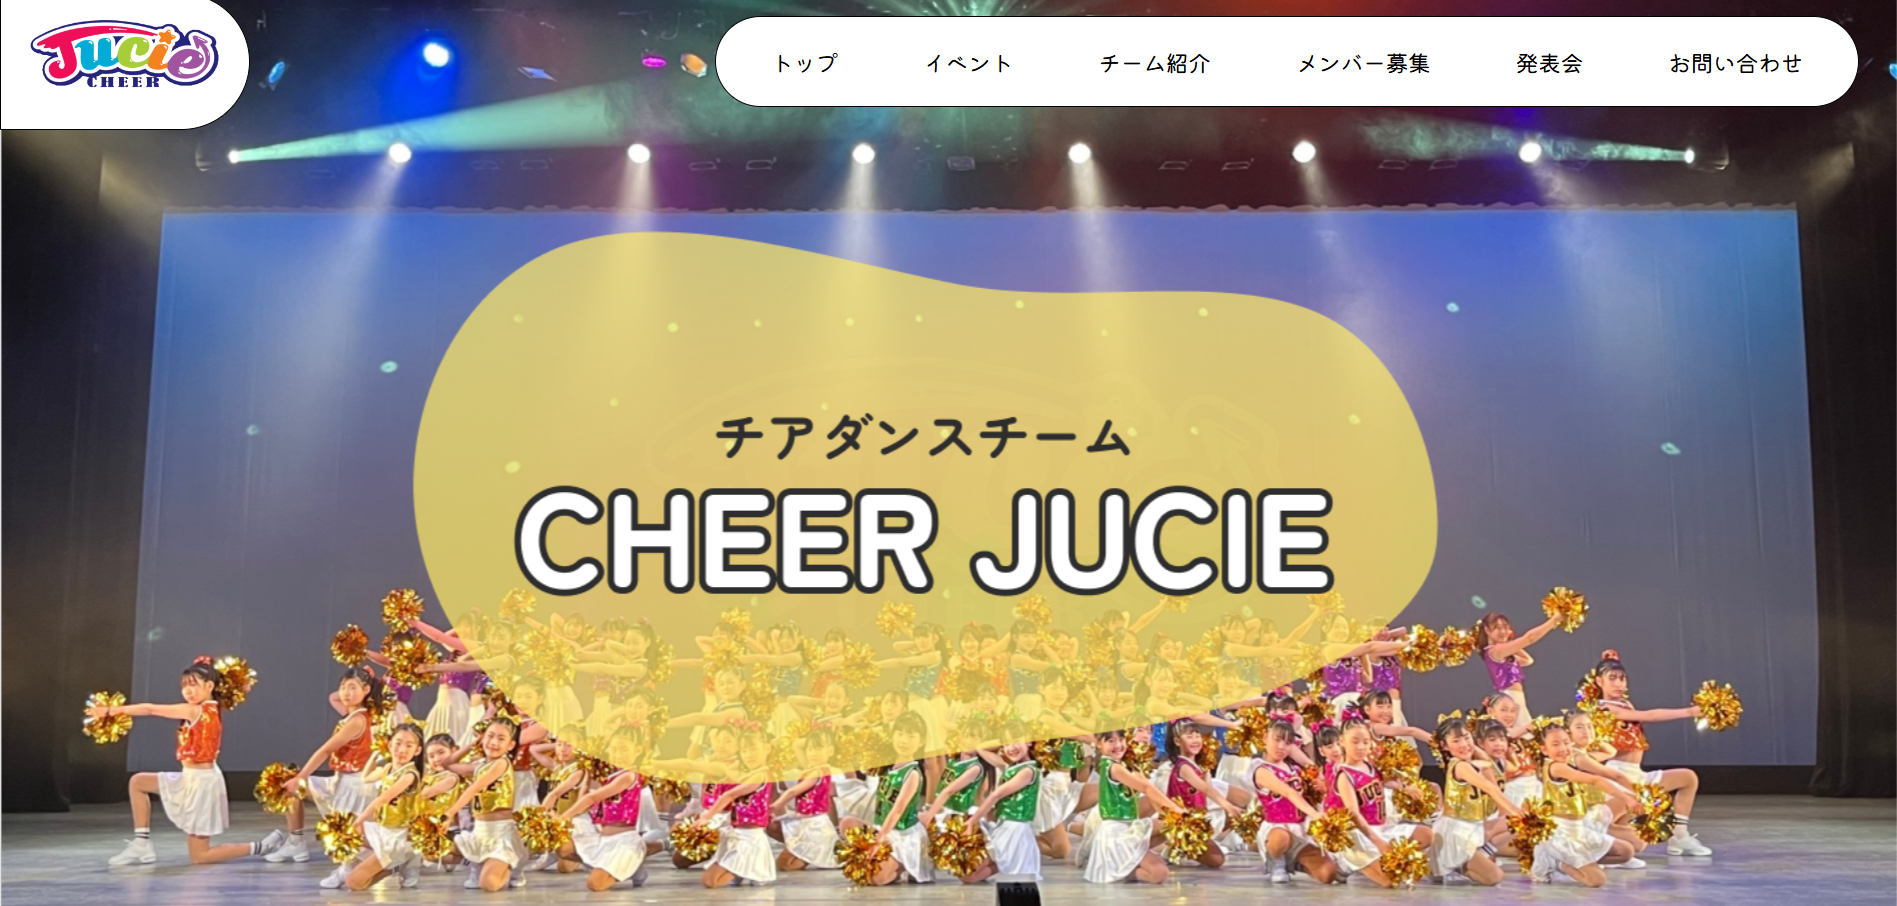 Jucie
CHEER
トップ
イベント
チーム紹介
メンバー募集
発表会
お問い合わせ
チアダンスチーム
CHEER JUCIE